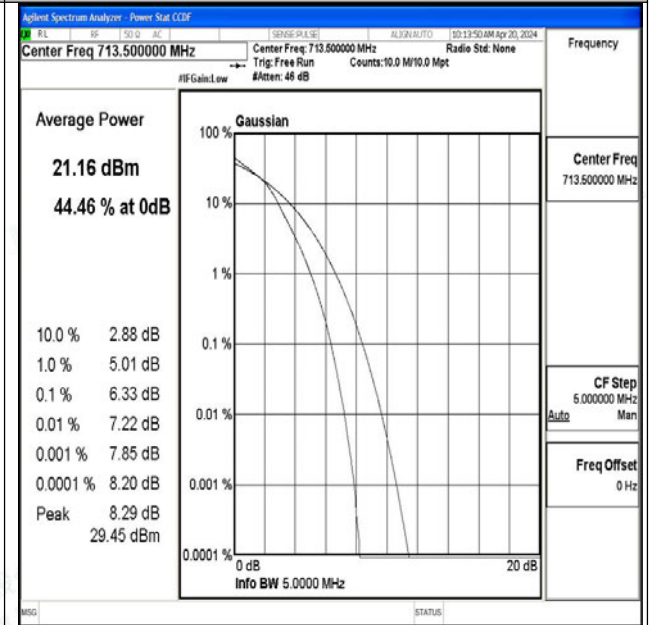 Agilent Spectrum Analyzer - Power Stat CCDF
RL RF 50 Ω AC SENSE:PULSE ALIGN AUTO 10:13:50 AM Apr 20, 2024
Center Freq 713.500000 MHz
Center Freq: 713.500000 MHz Radio Std: None
Trig: Free Run Counts:10.0 M/10.0 Mpt
#IFGain:Low #Atten: 46 dB
Frequency
Average Power
21.16 dBm
44.46 % at 0dB
10.0 % 2.88 dB
1.0 % 5.01 dB
0.1 % 6.33 dB
0.01 % 7.22 dB
0.001 % 7.85 dB
0.0001 % 8.20 dB
Peak 8.29 dB
29.45 dBm
Gaussian
100 %
10 %
1 %
0.1 %
0.01 %
0.001 %
0.0001 %
0 dB 20 dB
Info BW 5.0000 MHz
Center Freq
713.500000 MHz
CF Step
5.000000 MHz
Auto Man
Freq Offset
0 Hz
MSG STATUS